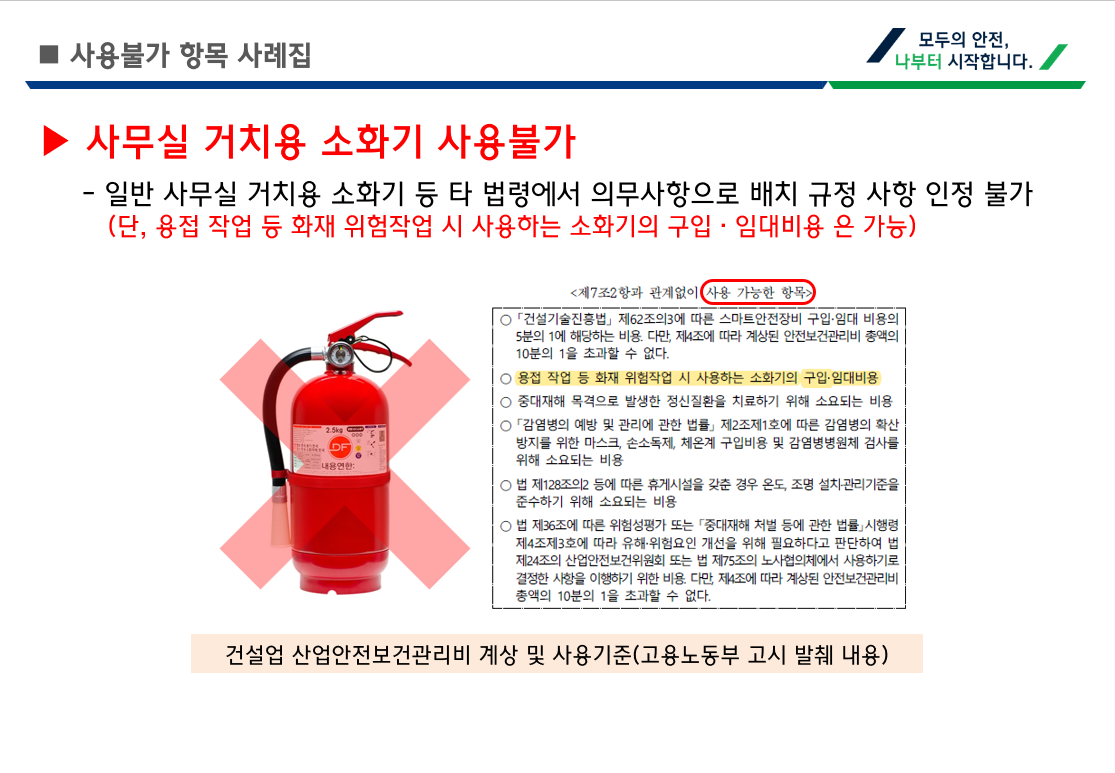 ■ 사용불가 항목 사례집
모두의 안전,
나부터 시작합니다.
▶ 사무실 거치용 소화기 사용불가
- 일반 사무실 거치용 소화기 등 타 법령에서 의무사항으로 배치 규정 사항 인정 불가
(단, 용접 작업 등 화재 위험작업 시 사용하는 소화기의 구입 · 임대비용 은 가능)
<제7조2항과 관계없이 사용 가능한 항목>
○ 「건설기술진흥법」 제62조의3에 따른 스마트안전장비 구입·임대 비용의
5분의 1에 해당하는 비용. 다만, 제4조에 따라 계상된 안전보건관리비 총액의
10분의 1을 초과할 수 없다.
○ 용접 작업 등 화재 위험작업 시 사용하는 소화기의 구입·임대비용
○ 중대재해 목격으로 발생한 정신질환을 치료하기 위해 소요되는 비용
○ 「감염병의 예방 및 관리에 관한 법률」 제2조제1호에 따른 감염병의 확산
방지를 위한 마스크, 손소독제, 체온계 구입비용 및 감염병병원체 검사를
위해 소요되는 비용
○ 법 제128조의2 등에 따른 휴게시설을 갖춘 경우 온도, 조명 설치·관리기준을
준수하기 위해 소요되는 비용
○ 법 제36조에 따른 위험성평가 또는 「중대재해 처벌 등에 관한 법률」시행령
제4조제3호에 따라 유해·위험요인 개선을 위해 필요하다고 판단하여 법
제24조의 산업안전보건위원회 또는 법 제75조의 노사협의체에서 사용하기로
결정한 사항을 이행하기 위한 비용. 다만, 제4조에 따라 계상된 안전보건관리비
총액의 10분의 1을 초과할 수 없다.
2.5kg
DF
내용연한:
건설업 산업안전보건관리비 계상 및 사용기준(고용노동부 고시 발췌 내용)